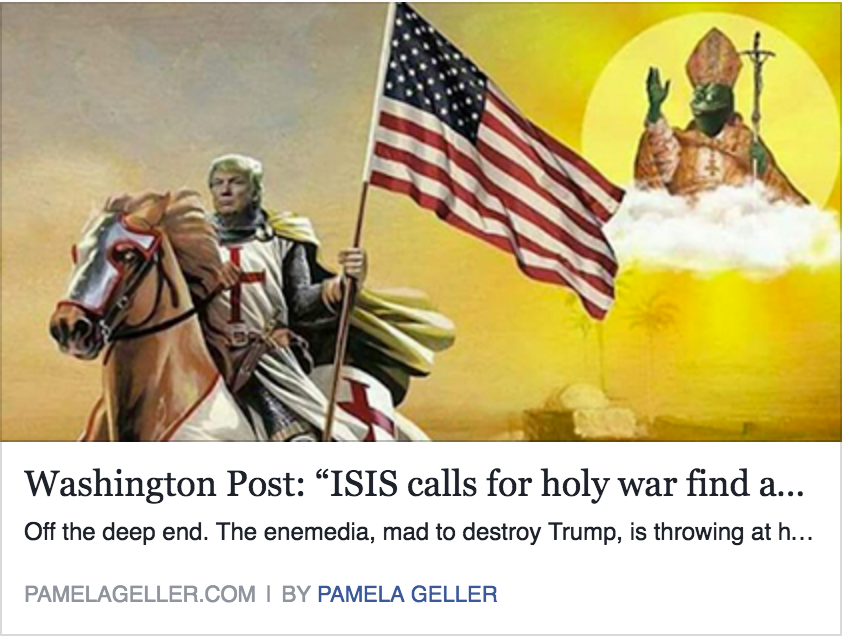 Washington Post: “ISIS calls for holy war find a...
Off the deep end. The enemedia, mad to destroy Trump, is throwing at h...
PAMELAGELLER.COM | BY PAMELA GELLER